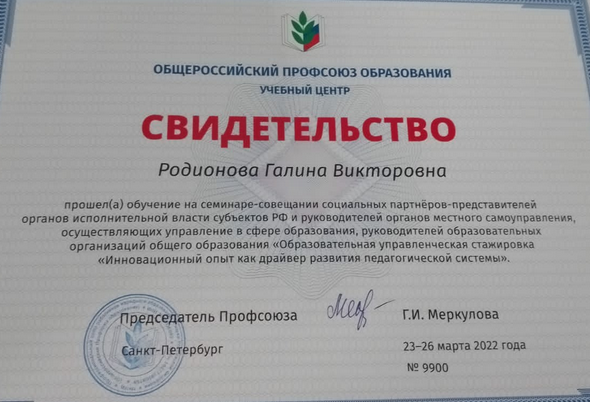 ОБЩЕРОССИЙСКИЙ ПРОФСОЮЗ ОБРАЗОВАНИЯ
УЧЕБНЫЙ ЦЕНТР
СВИДЕТЕЛЬСТВО
Родионова Галина Викторовна
прошел(а) обучение на семинаре-совещании социальных партнёров-представителей
органов исполнительной власти субъектов РФ и руководителей органов местного самоуправления,
осуществляющих управление в сфере образования, руководителей образовательных
организаций общего образования «Образовательная управленческая стажировка
«Инновационный опыт как драйвер развития педагогической системы».
Председатель Профсоюза
Г.И. Меркулова
Санкт-Петербург
23–26 марта 2022 года
№ 9900